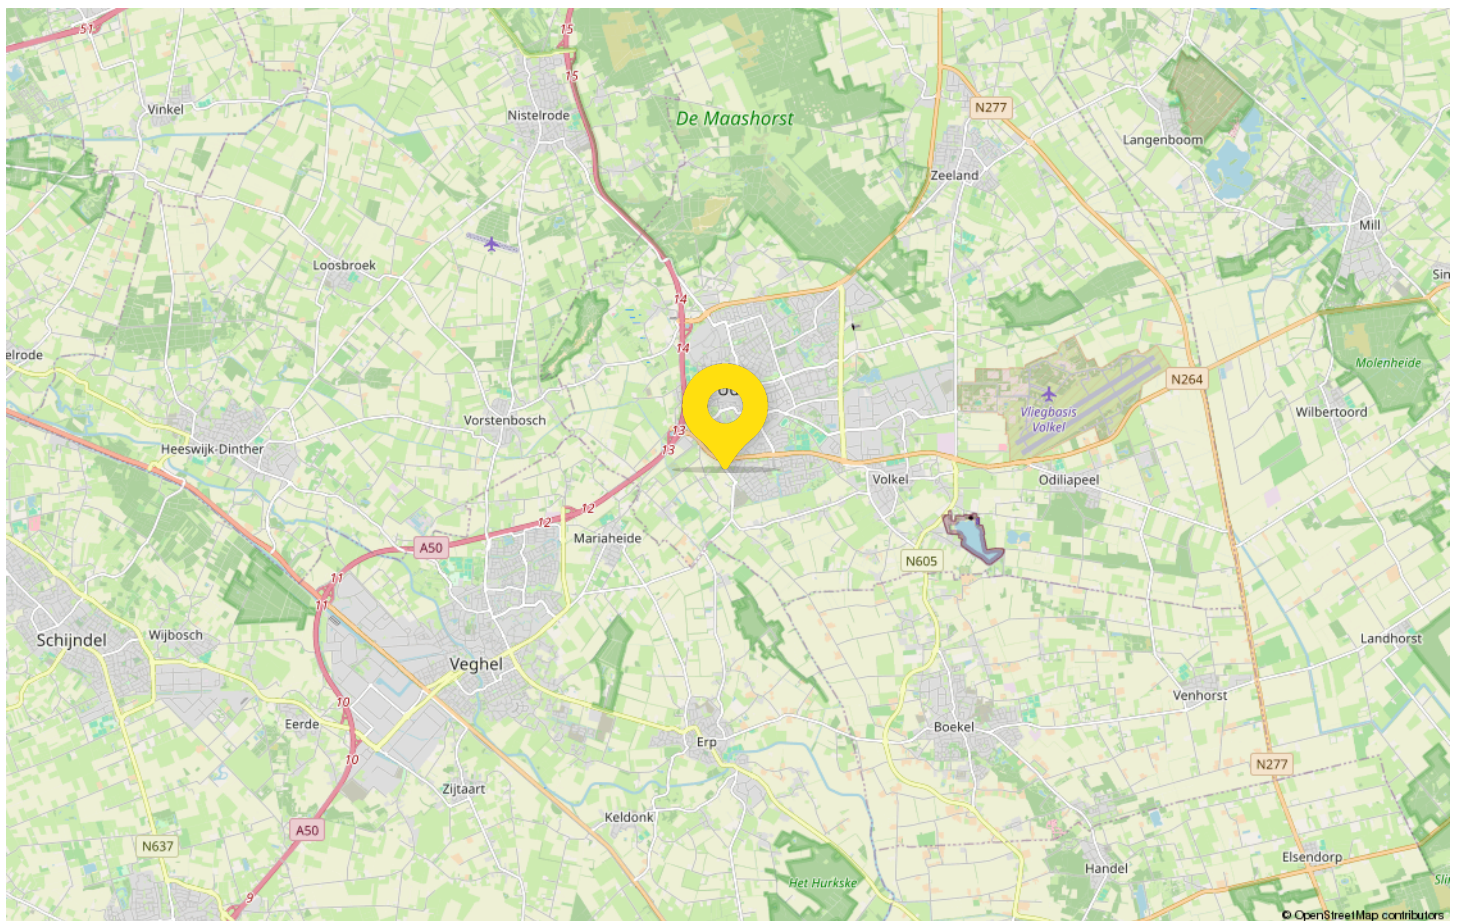 51
15
15
Vinkel
Nistelrode
De Maashorst
N277
Langenboom
Zeeland
Mill
Loosbroek
14
14
elrode
N264
Molenheide
Vliegbasis
Volkel
Wilbertoord
Vorstenbosch
13
13
Heeswijk-Dinther
Volkel
Odiliapeel
12
12
Mariaheide
A50
N605
11
11
Schijndel
Wijbosch
Landhorst
Veghel
Venhorst
10
Eerde
Boekel
Erp
10
N277
Zijtaart
Keldonk
A50
N637
Elsendorp
Handel
Het Hurkske
9
© OpenStreetMap contributors